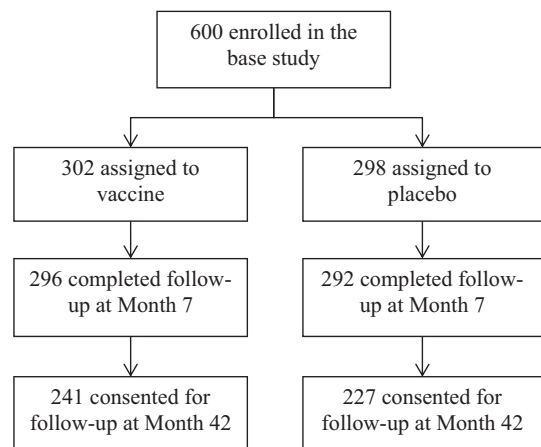 600 enrolled in the
base study
302 assigned to
vaccine
298 assigned to
placebo
296 completed follow-
up at Month 7
292 completed follow-
up at Month 7
241 consented for
follow-up at Month 42
227 consented for
follow-up at Month 42